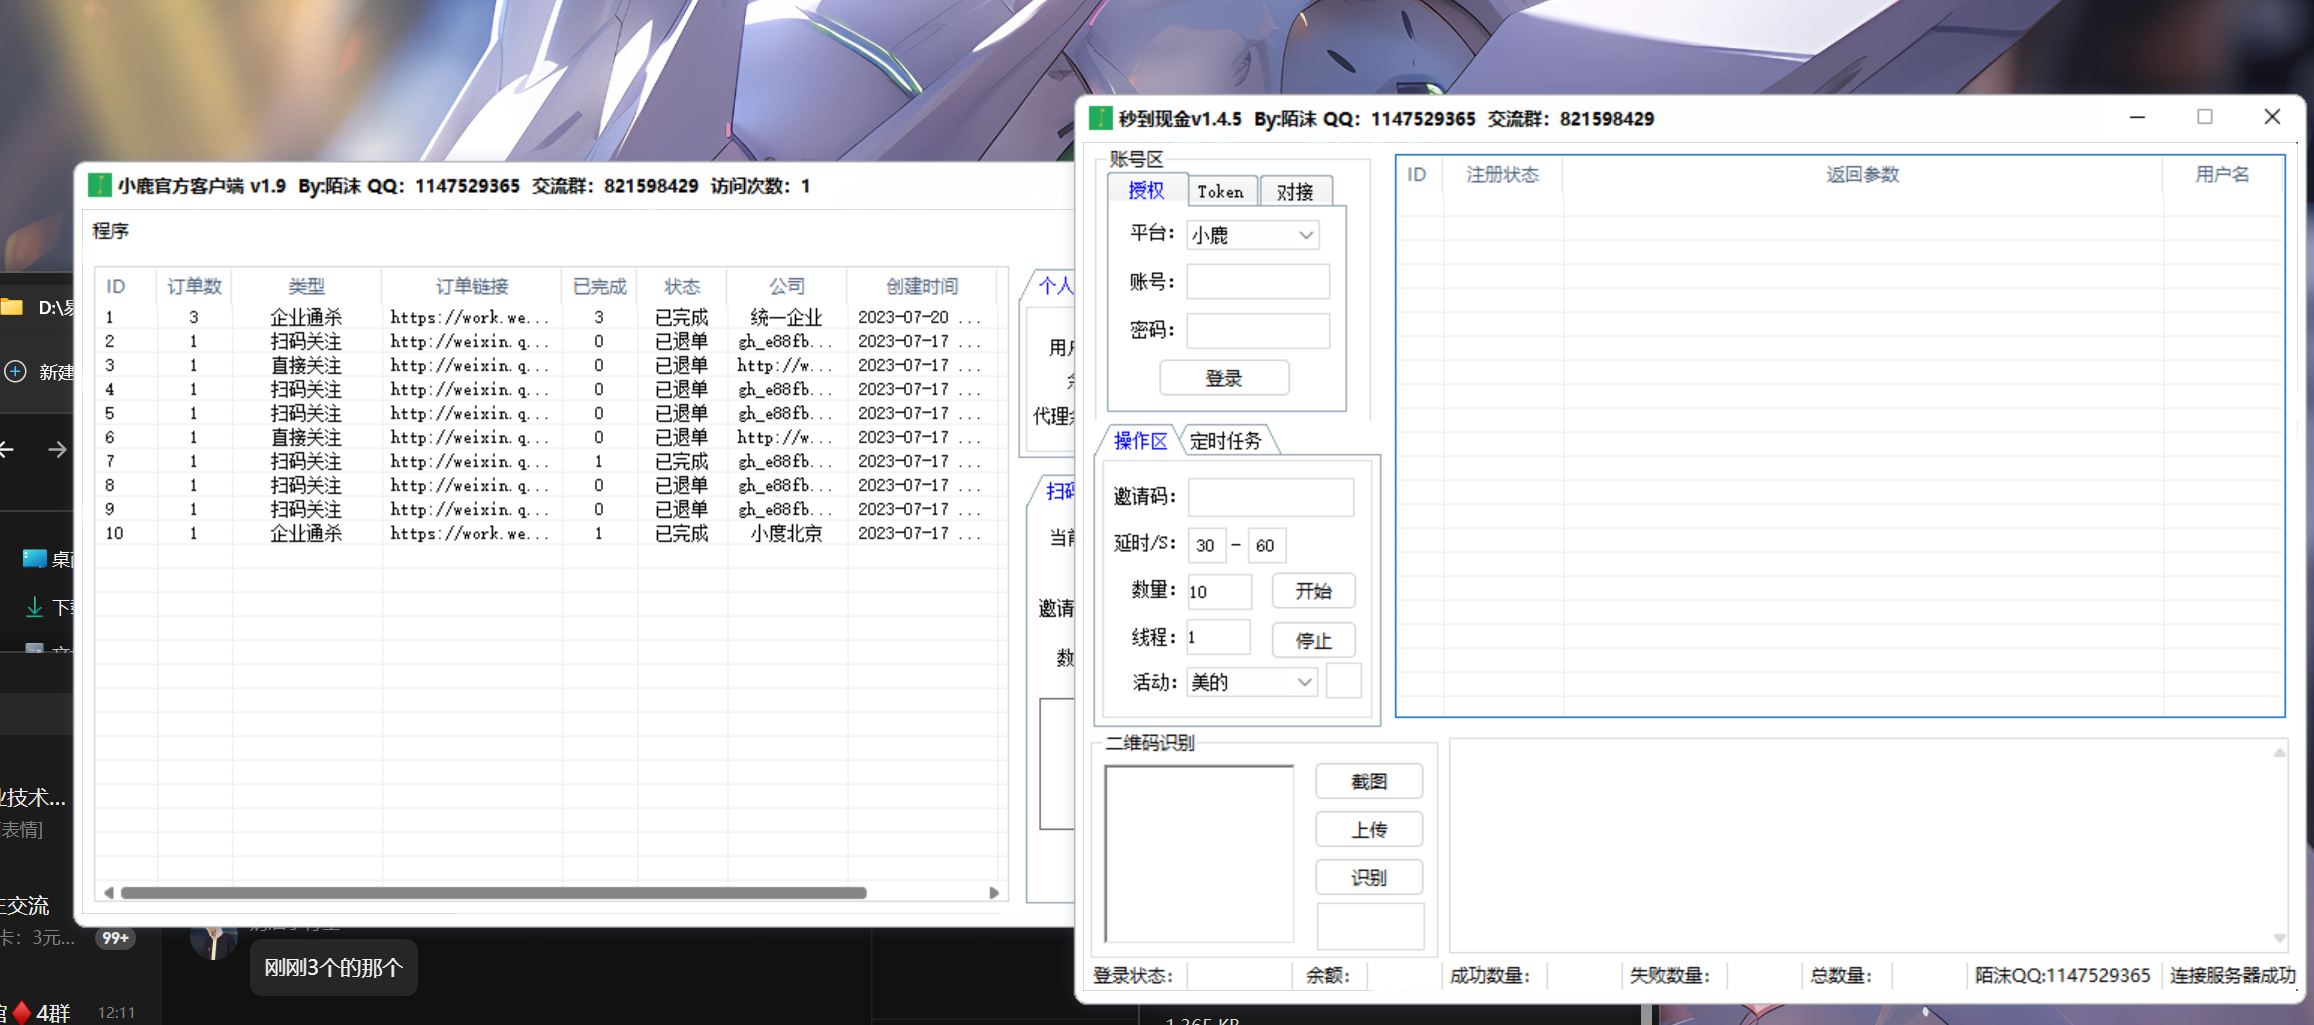 小鹿官方客户端 v1.9 By:陌沫 QQ：1147529365 交流群：821598429 访问次数：1
程序
ID 订单数 类型 订单链接 已完成 状态 公司 创建时间
1 3 企业通杀 https://work.we... 3 已完成 统一企业 2023-07-20 ...
2 1 扫码关注 http://weixin.q... 0 已退单 gh_e88fb... 2023-07-17 ...
3 1 直接关注 http://weixin.q... 0 已退单 http://w... 2023-07-17 ...
4 1 扫码关注 http://weixin.q... 0 已退单 gh_e88fb... 2023-07-17 ...
5 1 扫码关注 http://weixin.q... 0 已退单 gh_e88fb... 2023-07-17 ...
6 1 直接关注 http://weixin.q... 0 已退单 http://w... 2023-07-17 ...
7 1 扫码关注 http://weixin.q... 1 已完成 gh_e88fb... 2023-07-17 ...
8 1 扫码关注 http://weixin.q... 0 已退单 gh_e88fb... 2023-07-17 ...
9 1 扫码关注 http://weixin.q... 0 已退单 gh_e88fb... 2023-07-17 ...
10 1 企业通杀 https://work.we... 1 已完成 小度北京 2023-07-17 ...
个人
用户
代理
扫码
当前
邀请
数
秒到现金v1.4.5 By:陌沫 QQ：1147529365 交流群：821598429
账号区
授权 Token 对接
平台： 小鹿
账号：
密码：
登录
操作区 定时任务
邀请码：
延时/S： 30 - 60
数量： 10 开始
线程： 1 停止
活动： 美的
ID 注册状态 返回参数 用户名
二维码识别
截图
上传
识别
登录状态： 余额： 成功数量： 失败数量： 总数量： 陌沫QQ:1147529365 连接服务器成功
D:\易
新建
桌面
下载
业技术...
表情]
交流
卡：3元... 99+
4群 12:11
刚刚3个的那个